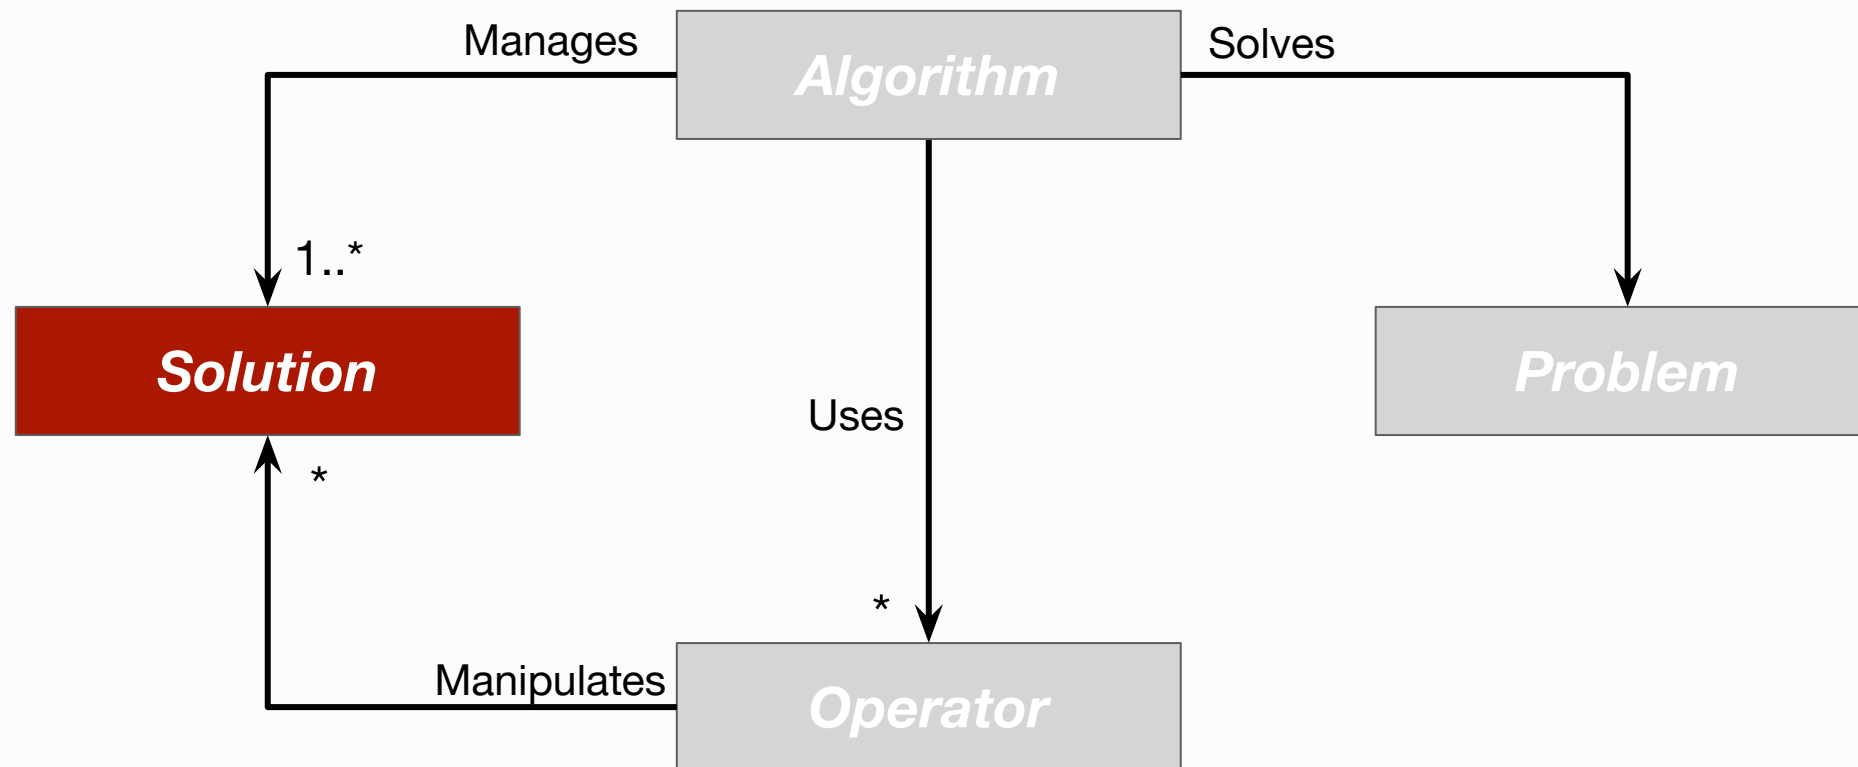 Manages
Algorithm
Solves
1..*
Solution
Problem
Uses
*
*
Manipulates
Operator